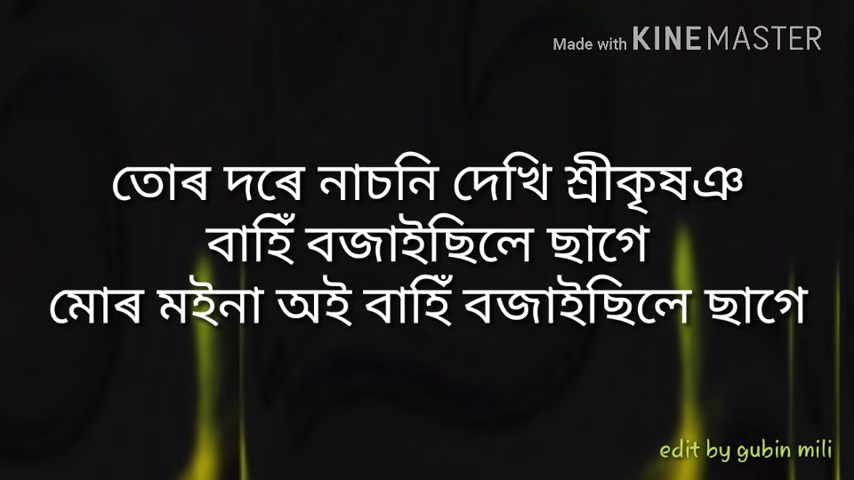 Made with KINEMASTER
তোৰ দৰে নাচনি দেখি শ্ৰীকৃষঞ
বাহিঁ বজাইছিলে ছাগে
মোৰ মইনা অই বাহিঁ বজাইছিলে ছাগে
edit by gubin mili